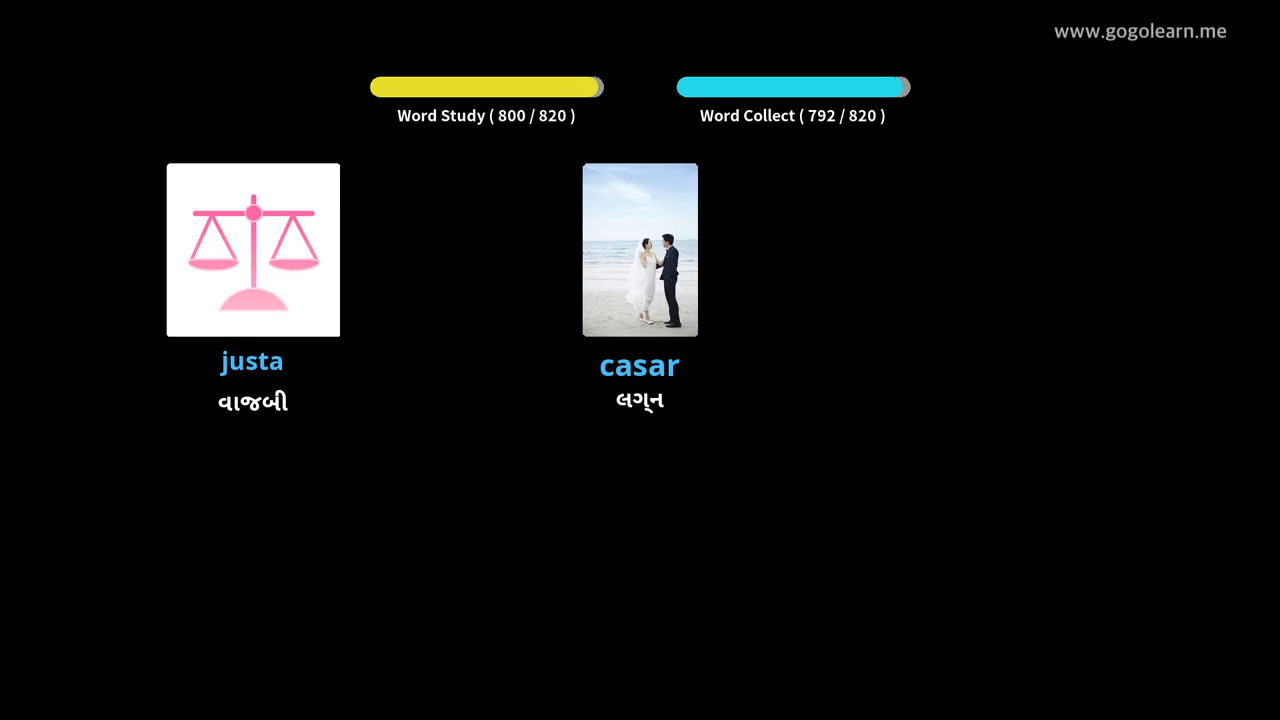 www.gogolearn.me
Word Study ( 800 / 820 )
Word Collect ( 792 / 820 )
justa
વાજબી
casar
લગ્ન